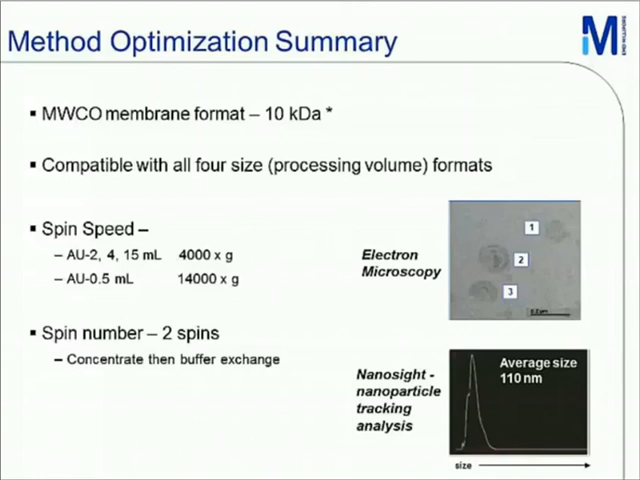 Method Optimization Summary
M
▪ MWCO membrane format – 10 kDa *
▪ Compatible with all four size (processing volume) formats
▪ Spin Speed –
– AU-2, 4, 15 mL 4000 x g
– AU-0.5 mL 14000 x g
▪ Spin number – 2 spins
– Concentrate then buffer exchange
Electron
Microscopy
1
2
3
Nanosight -
nanoparticle
tracking
analysis
Average size
110 nm
size